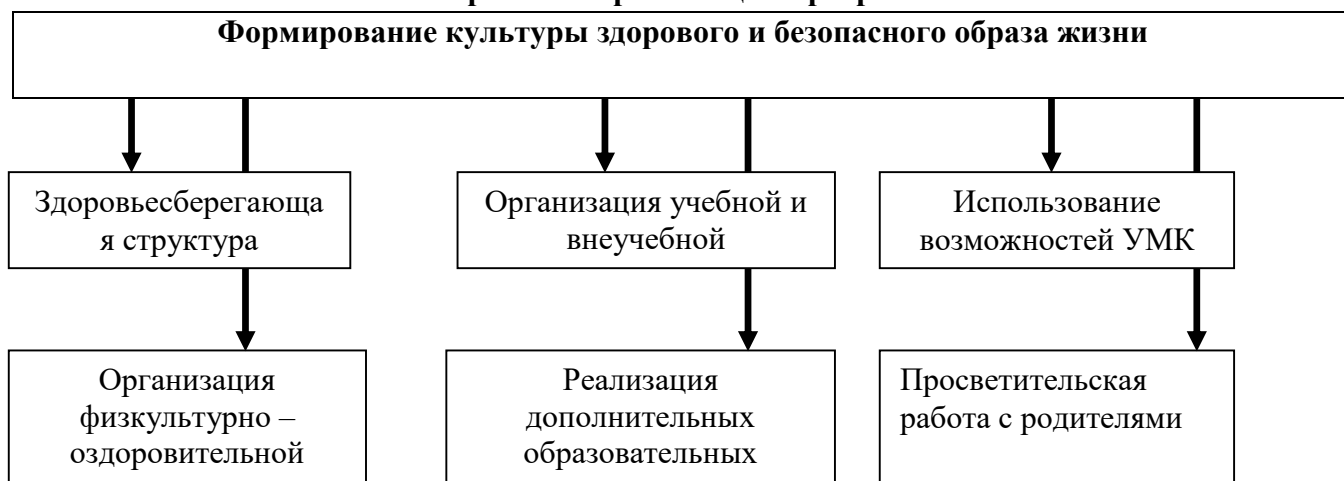 Формирование культуры здорового и безопасного образа жизни
Здоровьесберегающа
я структура
Организация учебной и
внеучебной
Использование
возможностей УМК
Организация
физкультурно –
оздоровительной
Реализация
дополнительных
образовательных
Просветительская
работа с родителями